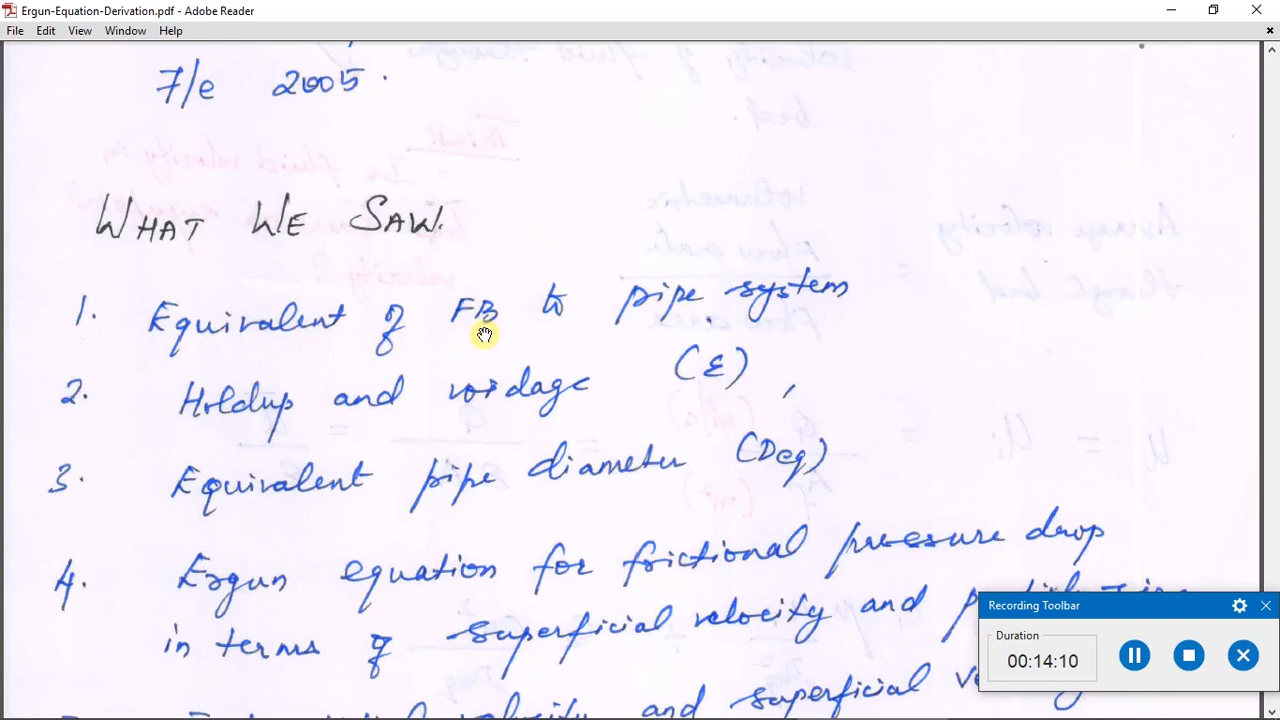 Ergun-Equation-Derivation.pdf - Adobe Reader
File Edit View Window Help
7/e 2005.
WHAT WE SAW.
1. Equivalent of FB to pipe system
2. Holdup and voidage (ε),
3. Equivalent pipe diameter (Deq)
4. Ergun equation for frictional pressure drop
in terms of superficial velocity and
and superficial
Recording Toolbar
Duration
00:14:10